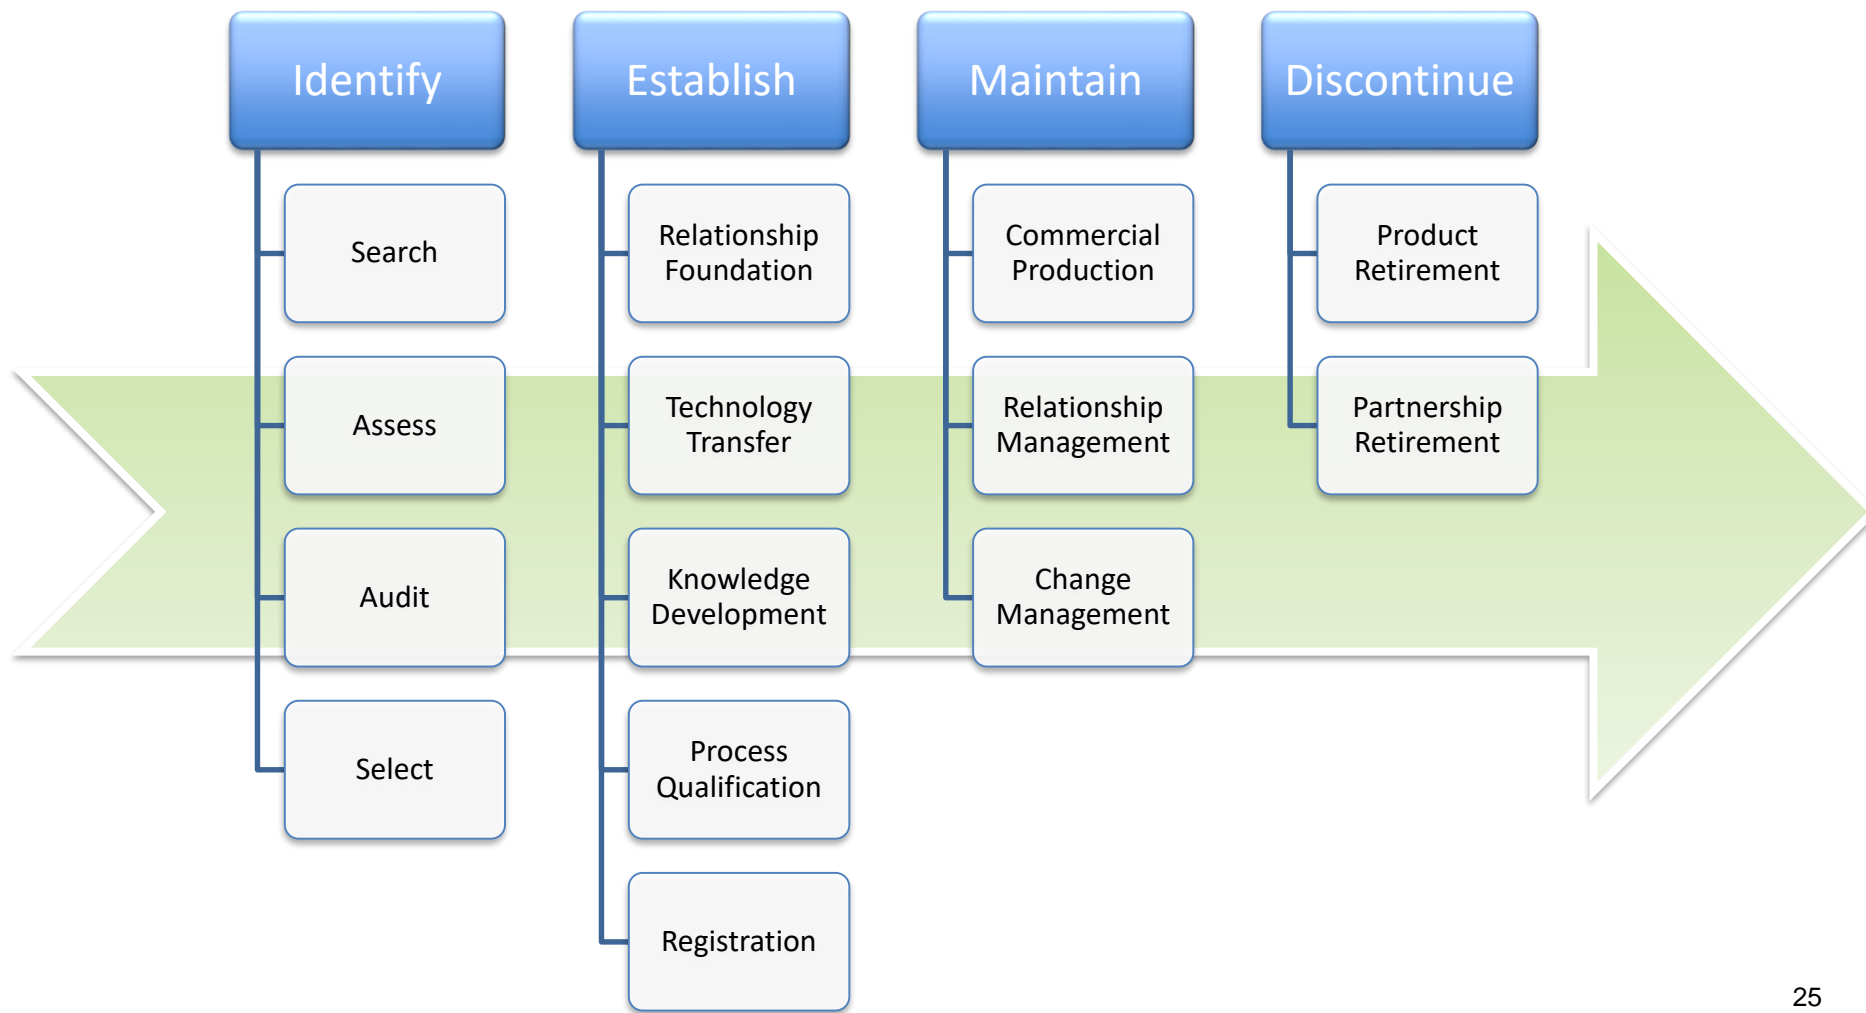 Identify
Search
Assess
Audit
Select
Establish
Relationship
Foundation
Technology
Transfer
Knowledge
Development
Process
Qualification
Registration
Maintain
Commercial
Production
Relationship
Management
Change
Management
Discontinue
Product
Retirement
Partnership
Retirement
25